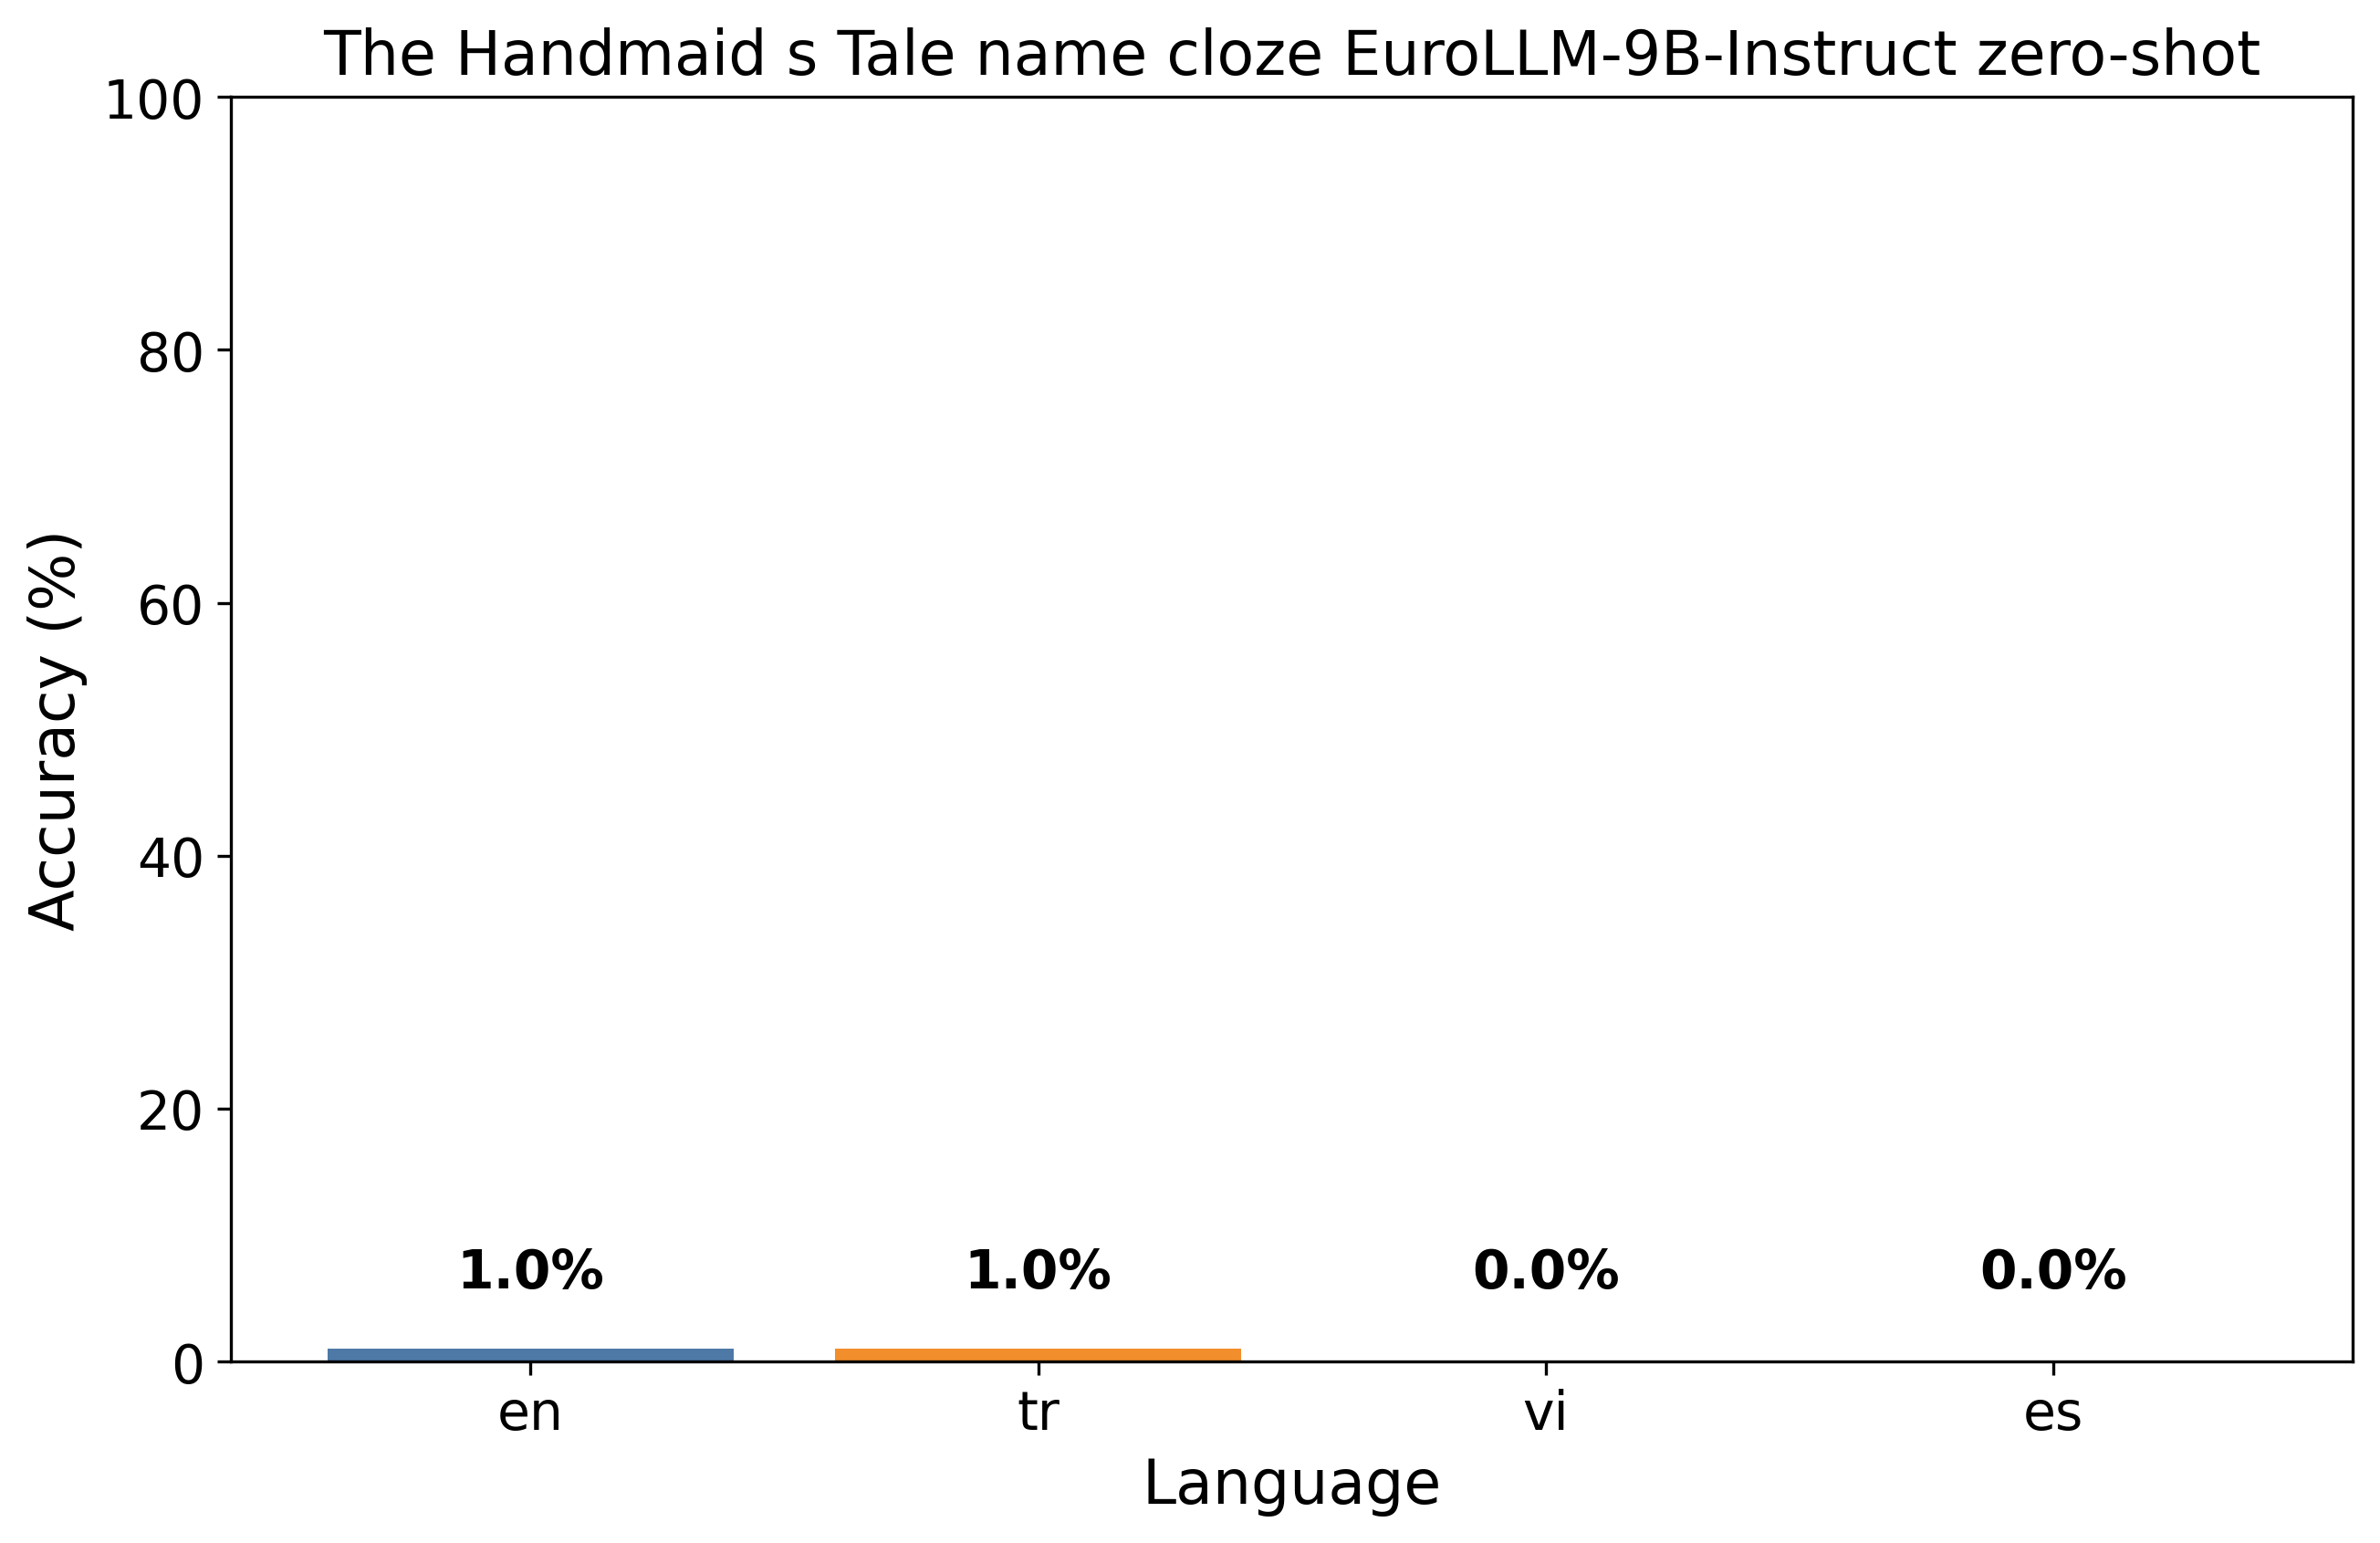 The Handmaid s Tale name cloze EuroLLM-9B-Instruct zero-shot
Accuracy (%)
100
80
60
40
20
0
1.0% 1.0% 0.0% 0.0%
en tr vi es
Language